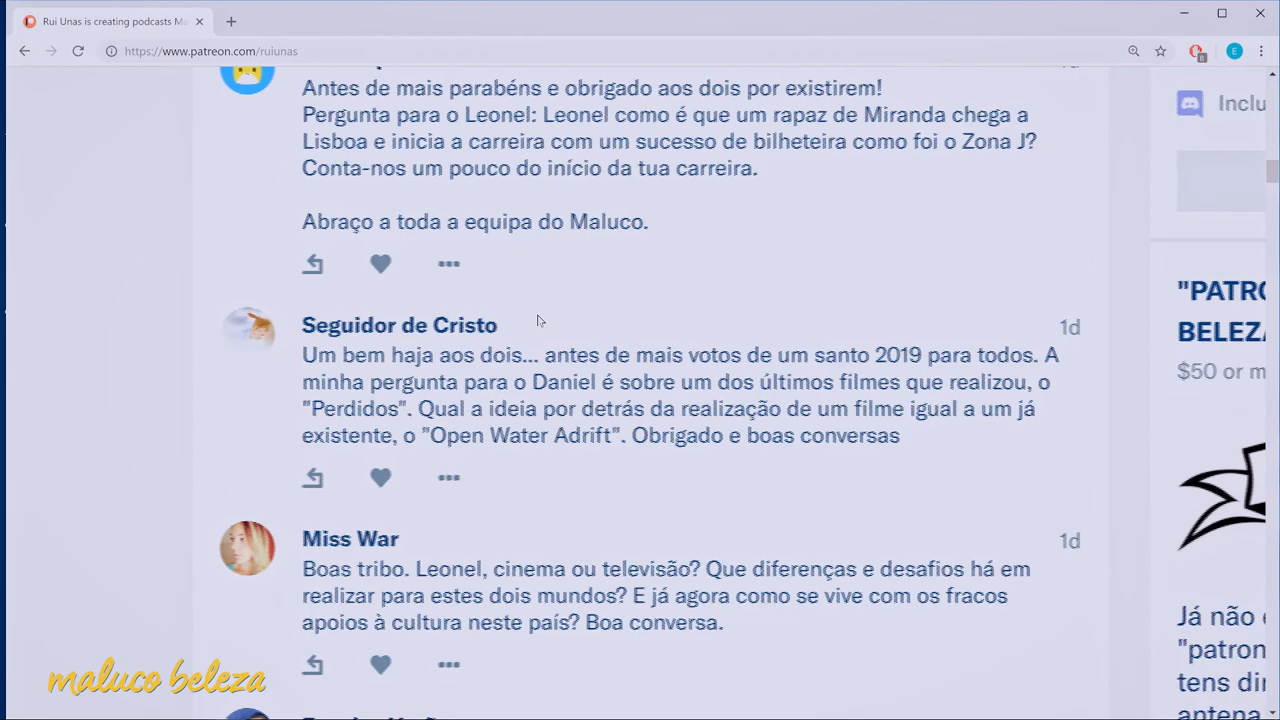 Rui Unas is creating podcasts Ma
https://www.patreon.com/ruiunas
Antes de mais parabéns e obrigado aos dois por existirem!
Pergunta para o Leonel: Leonel como é que um rapaz de Miranda chega a
Lisboa e inicia a carreira com um sucesso de bilheteira como foi o Zona J?
Conta-nos um pouco do início da tua carreira.
Abraço a toda a equipa do Maluco.
Seguidor de Cristo
1d
Um bem haja aos dois... antes de mais votos de um santo 2019 para todos. A
minha pergunta para o Daniel é sobre um dos últimos filmes que realizou, o
"Perdidos". Qual a ideia por detrás da realização de um filme igual a um já
existente, o "Open Water Adrift". Obrigado e boas conversas
Miss War
1d
Boas tribo. Leonel, cinema ou televisão? Que diferenças e desafios há em
realizar para estes dois mundos? E já agora como se vive com os fracos
apoios à cultura neste país? Boa conversa.
Inclu
"PATRO
BELEZA
$50 or m
Já não e
"patron
tens dir
antena
maluco beleza